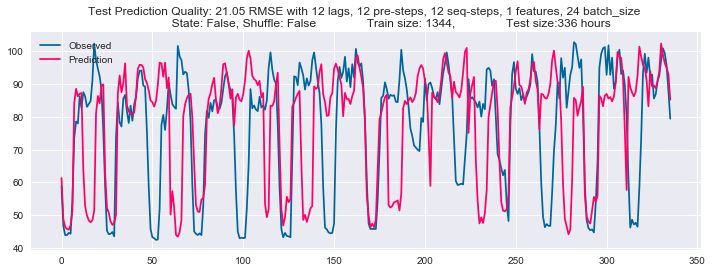 Test Prediction Quality: 21.05 RMSE with 12 lags, 12 pre-steps, 12 seq-steps, 1 features, 24 batch_size
State: False, Shuffle: False Train size: 1344, Test size:336 hours
Observed
Prediction
100
90
80
70
60
50
40
0 50 100 150 200 250 300 350